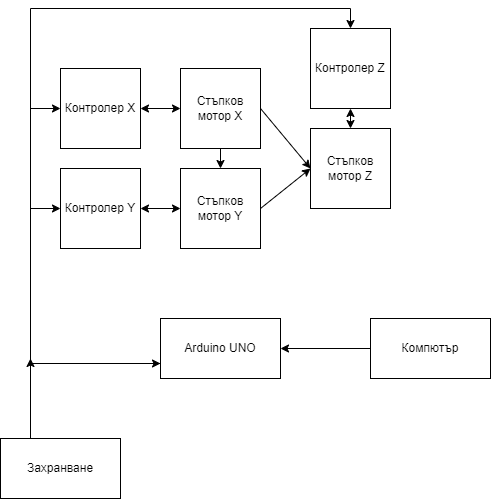 Контролер Z
Контролер X
Стъпков
мотор X
Стъпков
мотор Z
Контролер Y
Стъпков
мотор Y
Arduino UNO
Компютър
Захранване